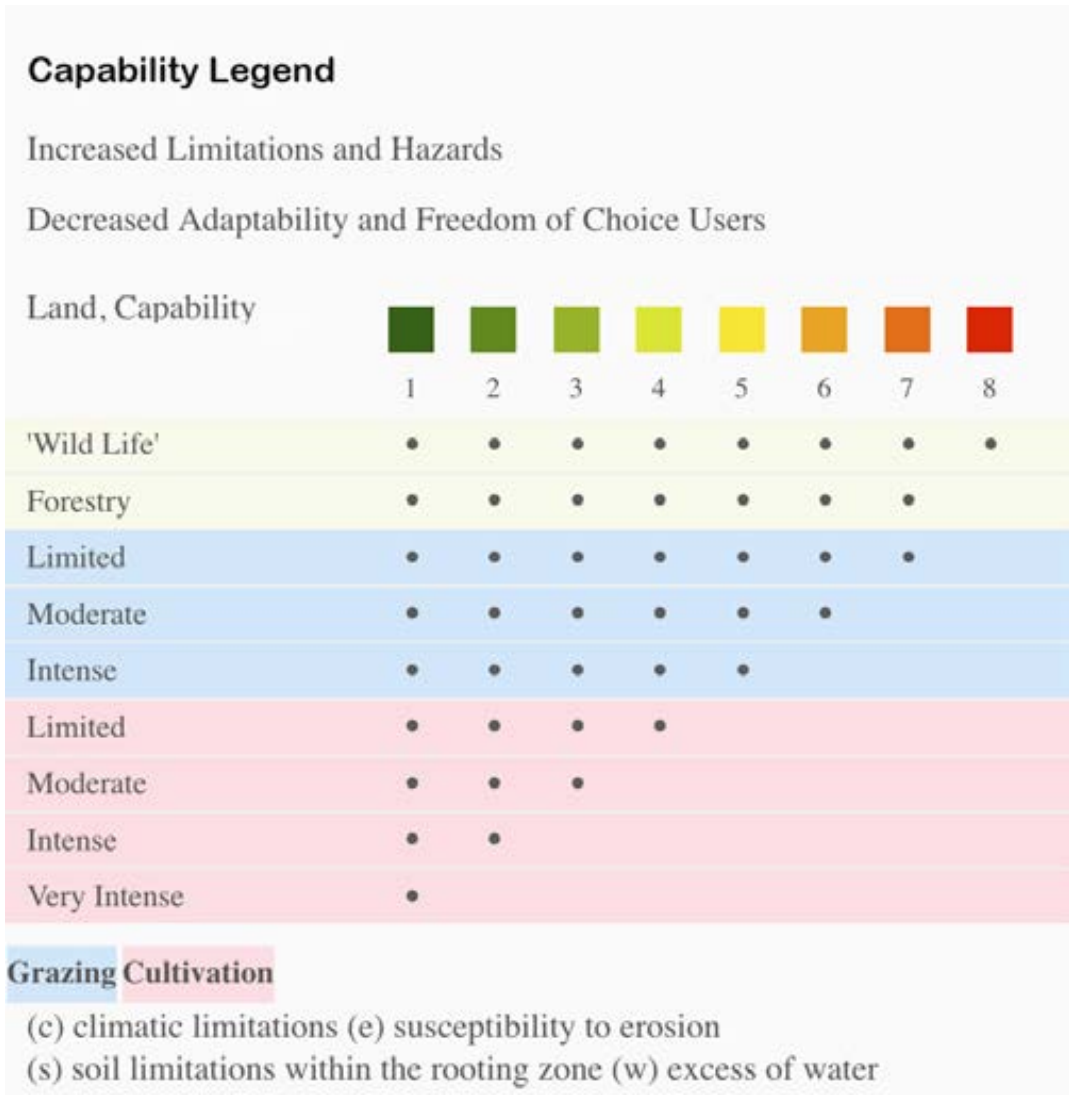 Capability Legend
Increased Limitations and Hazards
Decreased Adaptability and Freedom of Choice Users
Land, Capability
1 2 3 4 5 6 7 8
'Wild Life'
Forestry
Limited
Moderate
Intense
Limited
Moderate
Intense
Very Intense
Grazing Cultivation
(c) climatic limitations (e) susceptibility to erosion
(s) soil limitations within the rooting zone (w) excess of water